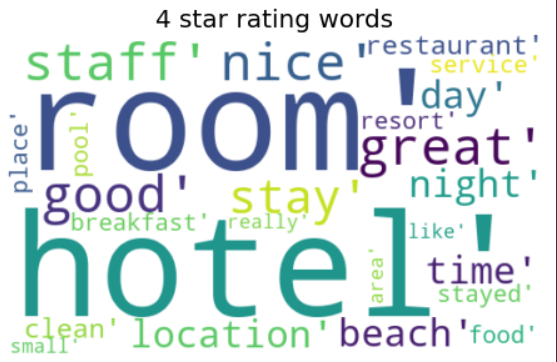 4 star rating words
staff' nice' restaurant'
service'
room' day'
place' pool' resort'
great'
good' stay' night'
breakfast' really' like'
hotel' area' time'
stayed'
clean' location' beach' food'
small'